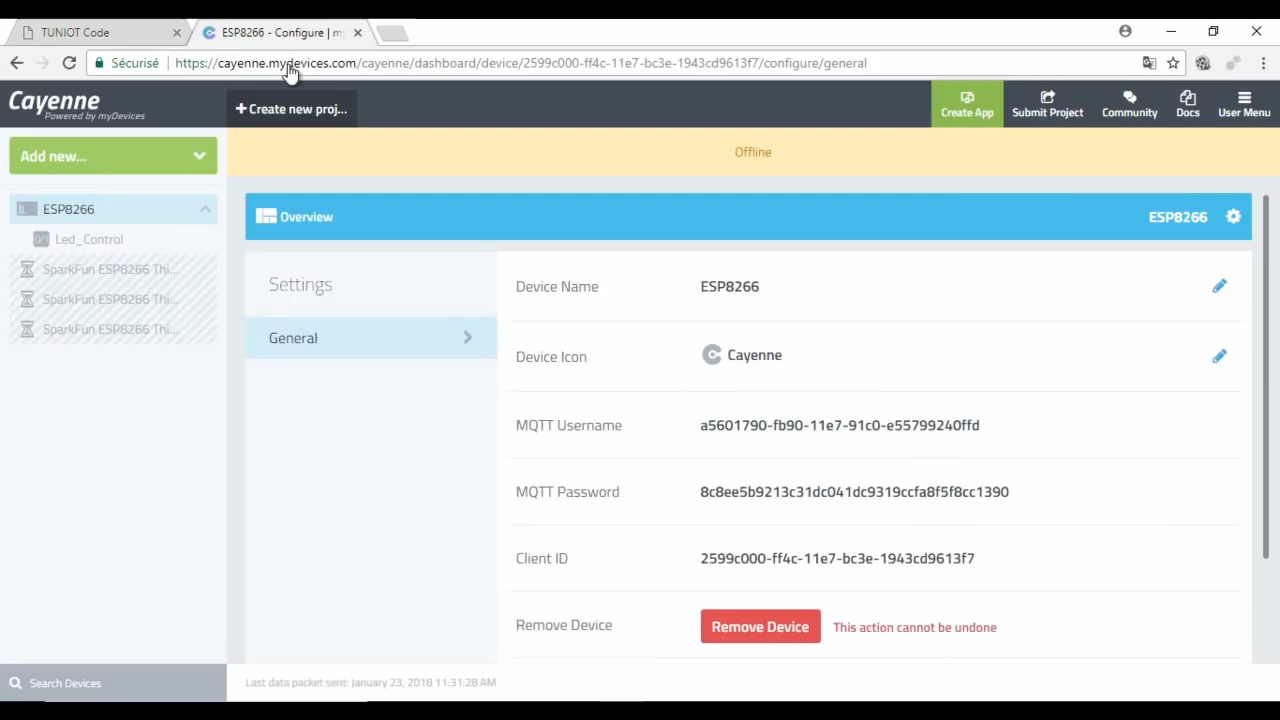 TUNIOT Code
ESP8266 - Configure | my
Sécurisé
https://cayenne.mydevices.com/cayenne/dashboard/device/2599c000-ff4c-11e7-bc3e-1943cd9613f7/configure/general
Cayenne
Powered by myDevices
+ Create new proj...
Create App
Submit Project
Community
Docs
User Menu
Add new...
Offline
ESP8266
Led_Control
SparkFun ESP8266 Thi...
SparkFun ESP8266 Thi...
SparkFun ESP8266 Thi...
Overview
ESP8266
Settings
General
Device Name
ESP8266
Device Icon
Cayenne
MQTT Username
a5601790-fb90-11e7-91c0-e55799240ffd
MQTT Password
8c8ee5b9213c31dc041dc9319ccfa8f5f8cc1390
Client ID
2599c000-ff4c-11e7-bc3e-1943cd9613f7
Remove Device
Remove Device
This action cannot be undone
Search Devices
Last data packet sent: January 23, 2018 11:31:28 AM